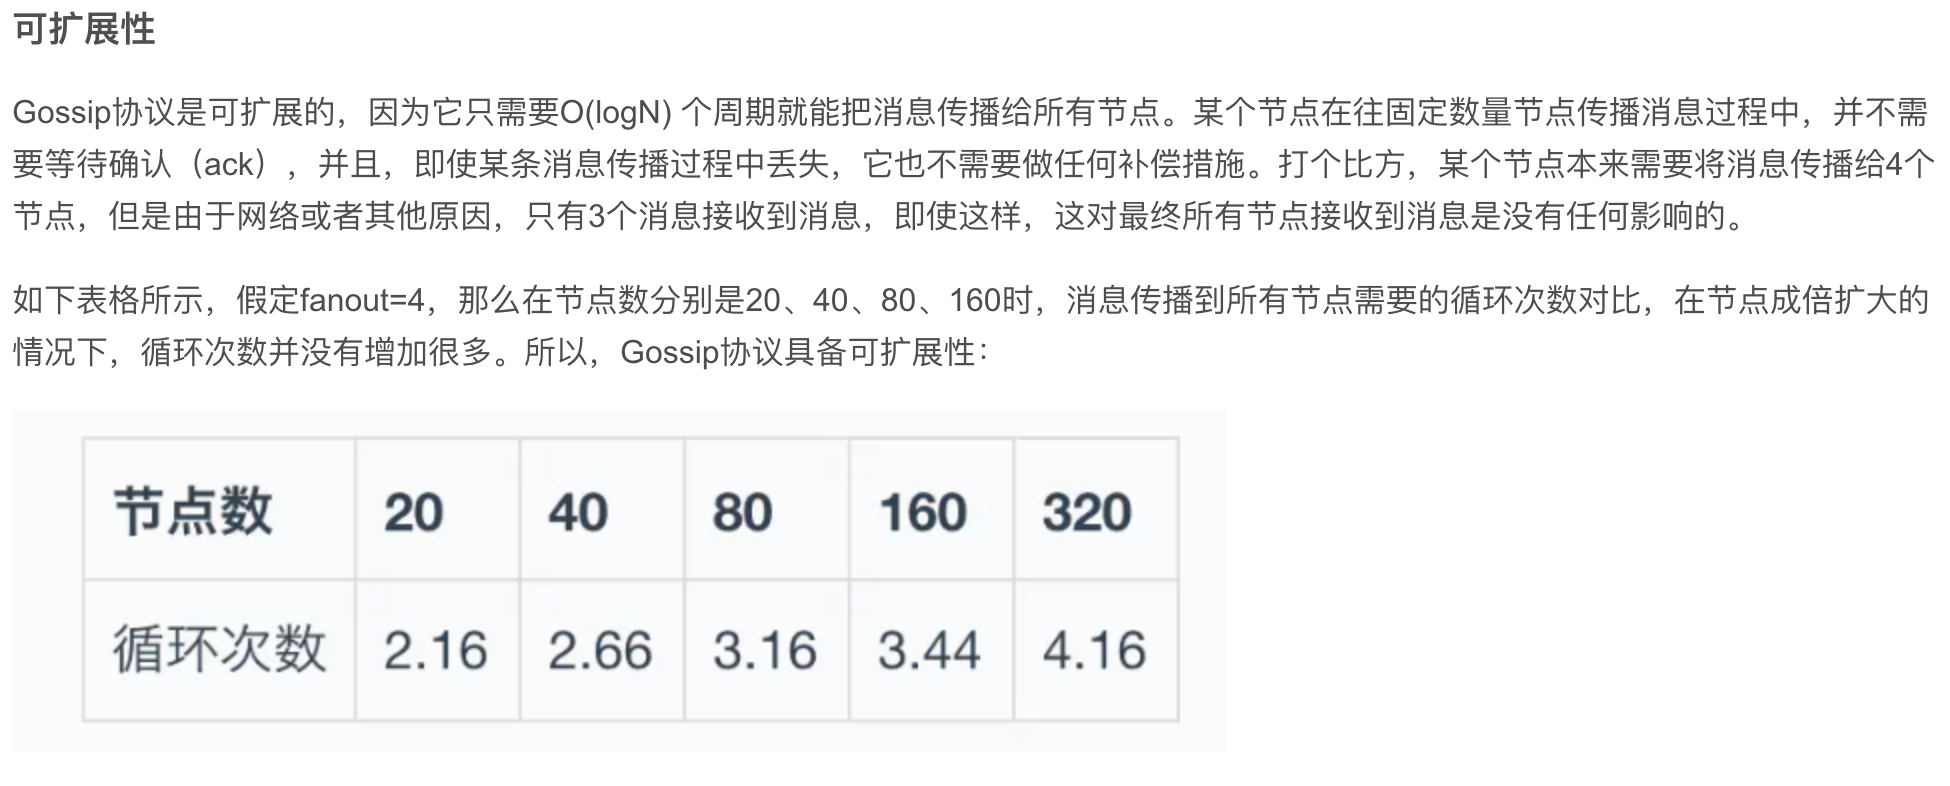 可扩展性
Gossip协议是可扩展的，因为它只需要O(logN) 个周期就能把消息传播给所有节点。某个节点在往固定数量节点传播消息过程中，并不需
要等待确认（ack），并且，即使某条消息传播过程中丢失，它也不需要做任何补偿措施。打个比方，某个节点本来需要将消息传播给4个
节点，但是由于网络或者其他原因，只有3个消息接收到消息，即使这样，这对最终所有节点接收到消息是没有任何影响的。
如下表格所示，假定fanout=4，那么在节点数分别是20、40、80、160时，消息传播到所有节点需要的循环次数对比，在节点成倍扩大的
情况下，循环次数并没有增加很多。所以，Gossip协议具备可扩展性：
节点数 20 40 80 160 320
循环次数 2.16 2.66 3.16 3.44 4.16